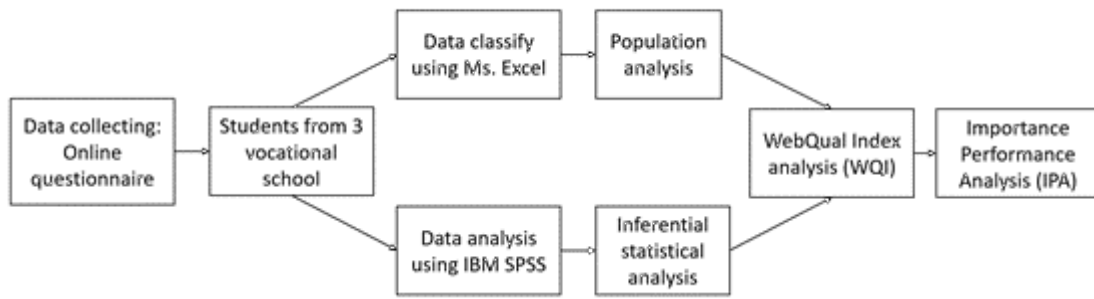 Data collecting:
Online
questionnaire
Students from 3
vocational
school
Data classify
using Ms. Excel
Population
analysis
Data analysis
using IBM SPSS
Inferential
statistical
analysis
WebQual Index
analysis (WQI)
Importance
Performance
Analysis (IPA)